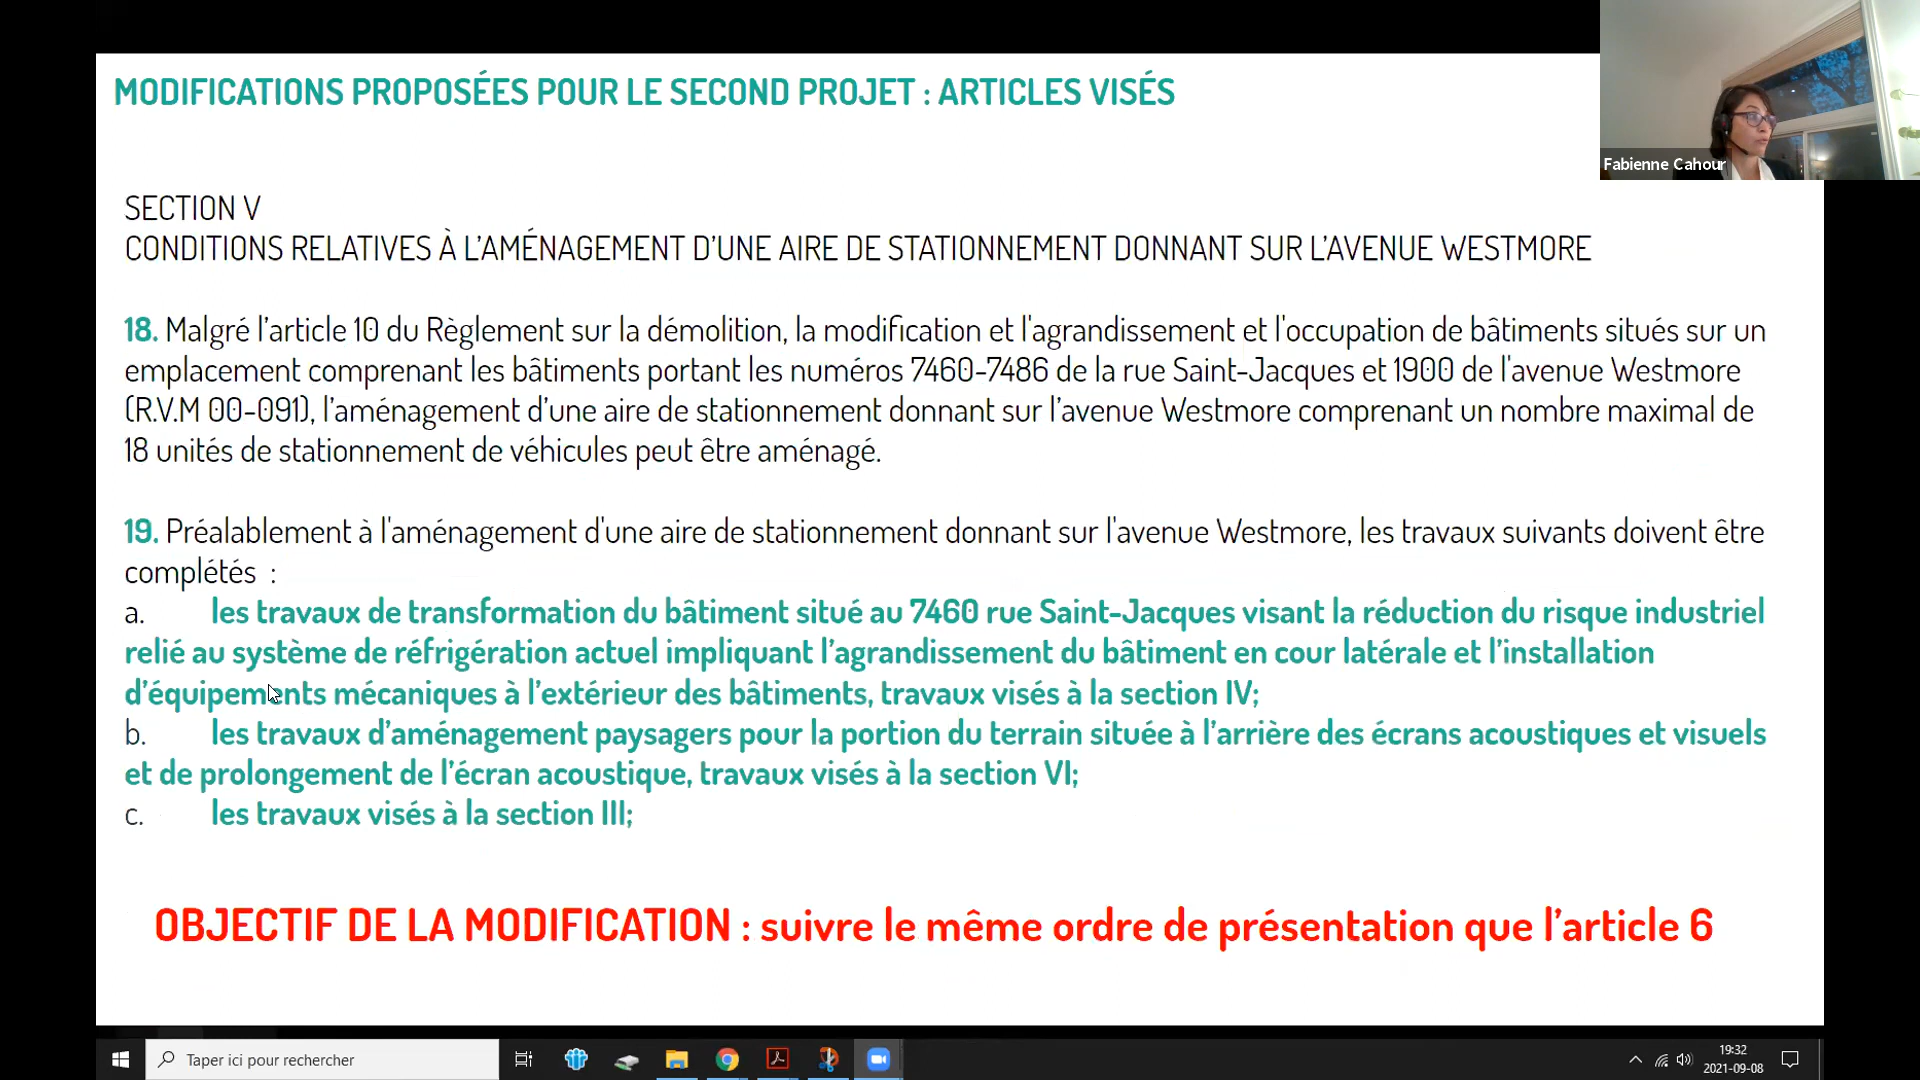 MODIFICATIONS PROPOSÉES POUR LE SECOND PROJET : ARTICLES VISÉS
Fabienne Cahour
SECTION V
CONDITIONS RELATIVES À L’AMÉNAGEMENT D’UNE AIRE DE STATIONNEMENT DONNANT SUR L’AVENUE WESTMORE
18. Malgré l’article 10 du Règlement sur la démolition, la modification et l'agrandissement et l'occupation de bâtiments situés sur un
emplacement comprenant les bâtiments portant les numéros 7460-7486 de la rue Saint-Jacques et 1900 de l'avenue Westmore
(R.V.M 00-091), l’aménagement d’une aire de stationnement donnant sur l’avenue Westmore comprenant un nombre maximal de
18 unités de stationnement de véhicules peut être aménagé.
19. Préalablement à l'aménagement d'une aire de stationnement donnant sur l'avenue Westmore, les travaux suivants doivent être
complétés :
a. les travaux de transformation du bâtiment situé au 7460 rue Saint-Jacques visant la réduction du risque industriel
relié au système de réfrigération actuel impliquant l’agrandissement du bâtiment en cour latérale et l’installation
d’équipements mécaniques à l’extérieur des bâtiments, travaux visés à la section IV;
b. les travaux d’aménagement paysagers pour la portion du terrain située à l’arrière des écrans acoustiques et visuels
et de prolongement de l’écran acoustique, travaux visés à la section VI;
c. les travaux visés à la section III;
OBJECTIF DE LA MODIFICATION : suivre le même ordre de présentation que l’article 6
Taper ici pour rechercher
19:32
2021-09-08